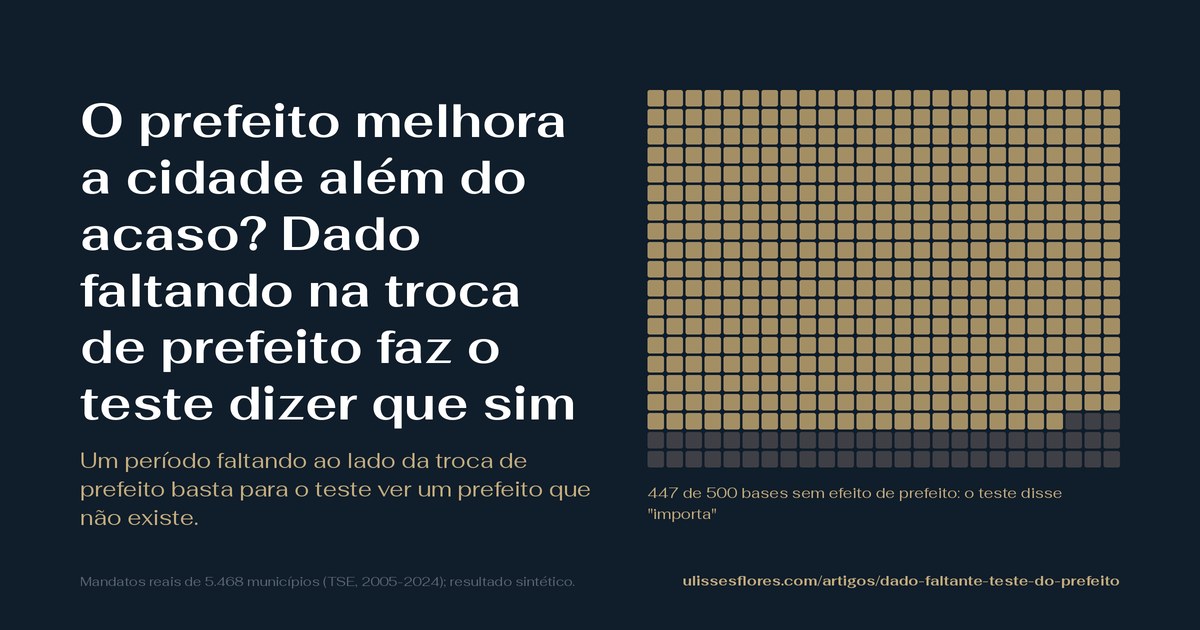 O prefeito melhora
a cidade além do
acaso? Dado
faltando na troca
de prefeito faz o
teste dizer que sim
Um período faltando ao lado da troca de
prefeito basta para o teste ver um prefeito que
não existe.
447 de 500 bases sem efeito de prefeito: o teste disse
"importa"
Mandatos reais de 5.468 municípios (TSE, 2005-2024); resultado sintético.
ulissesflores.com/artigos/dado-faltante-teste-do-prefeito